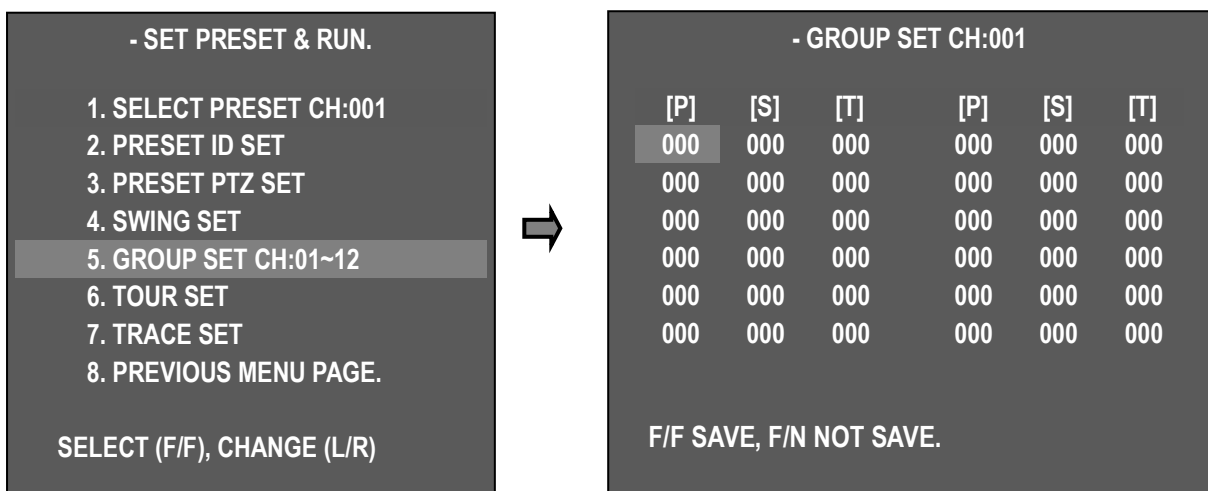 - SET PRESET & RUN.
1. SELECT PRESET CH:001
2. PRESET ID SET
3. PRESET PTZ SET
4. SWING SET
5. GROUP SET CH:01~12
6. TOUR SET
7. TRACE SET
8. PREVIOUS MENU PAGE.
SELECT (F/F), CHANGE (L/R)
- GROUP SET CH:001
[P] [S] [T] [P] [S] [T]
000 000 000 000 000 000
000 000 000 000 000 000
000 000 000 000 000 000
000 000 000 000 000 000
000 000 000 000 000 000
000 000 000 000 000 000
F/F SAVE, F/N NOT SAVE.